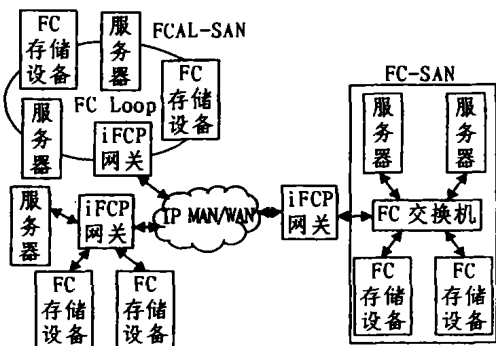 FC
存储
设备
服
务
器
FCAL-SAN
FC
存储
设备
FC Loop
服
务
器
iFCP
网关
服
务
器
iFCP
网关
FC
存储
设备
FC
存储
设备
IP MAN/WAN
iFCP
网关
FC-SAN
服
务
器
服
务
器
FC 交换机
FC
存储
设备
FC
存储
设备